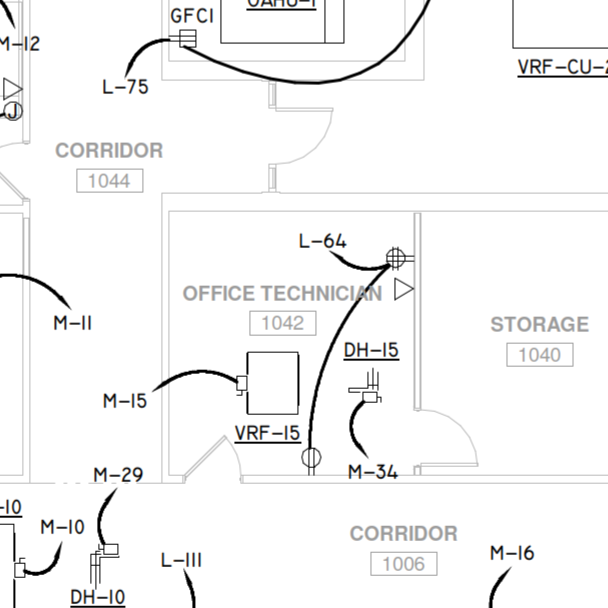 GFCI
OAHU-1
M-12
L-75
VRF-CU-2
J
CORRIDOR
1044
L-64
OFFICE TECHNICIAN
1042
M-11
STORAGE
1040
DH-15
M-15
VRF-15
M-34
M-29
-10
M-10
L-111
DH-10
CORRIDOR
1006
M-16